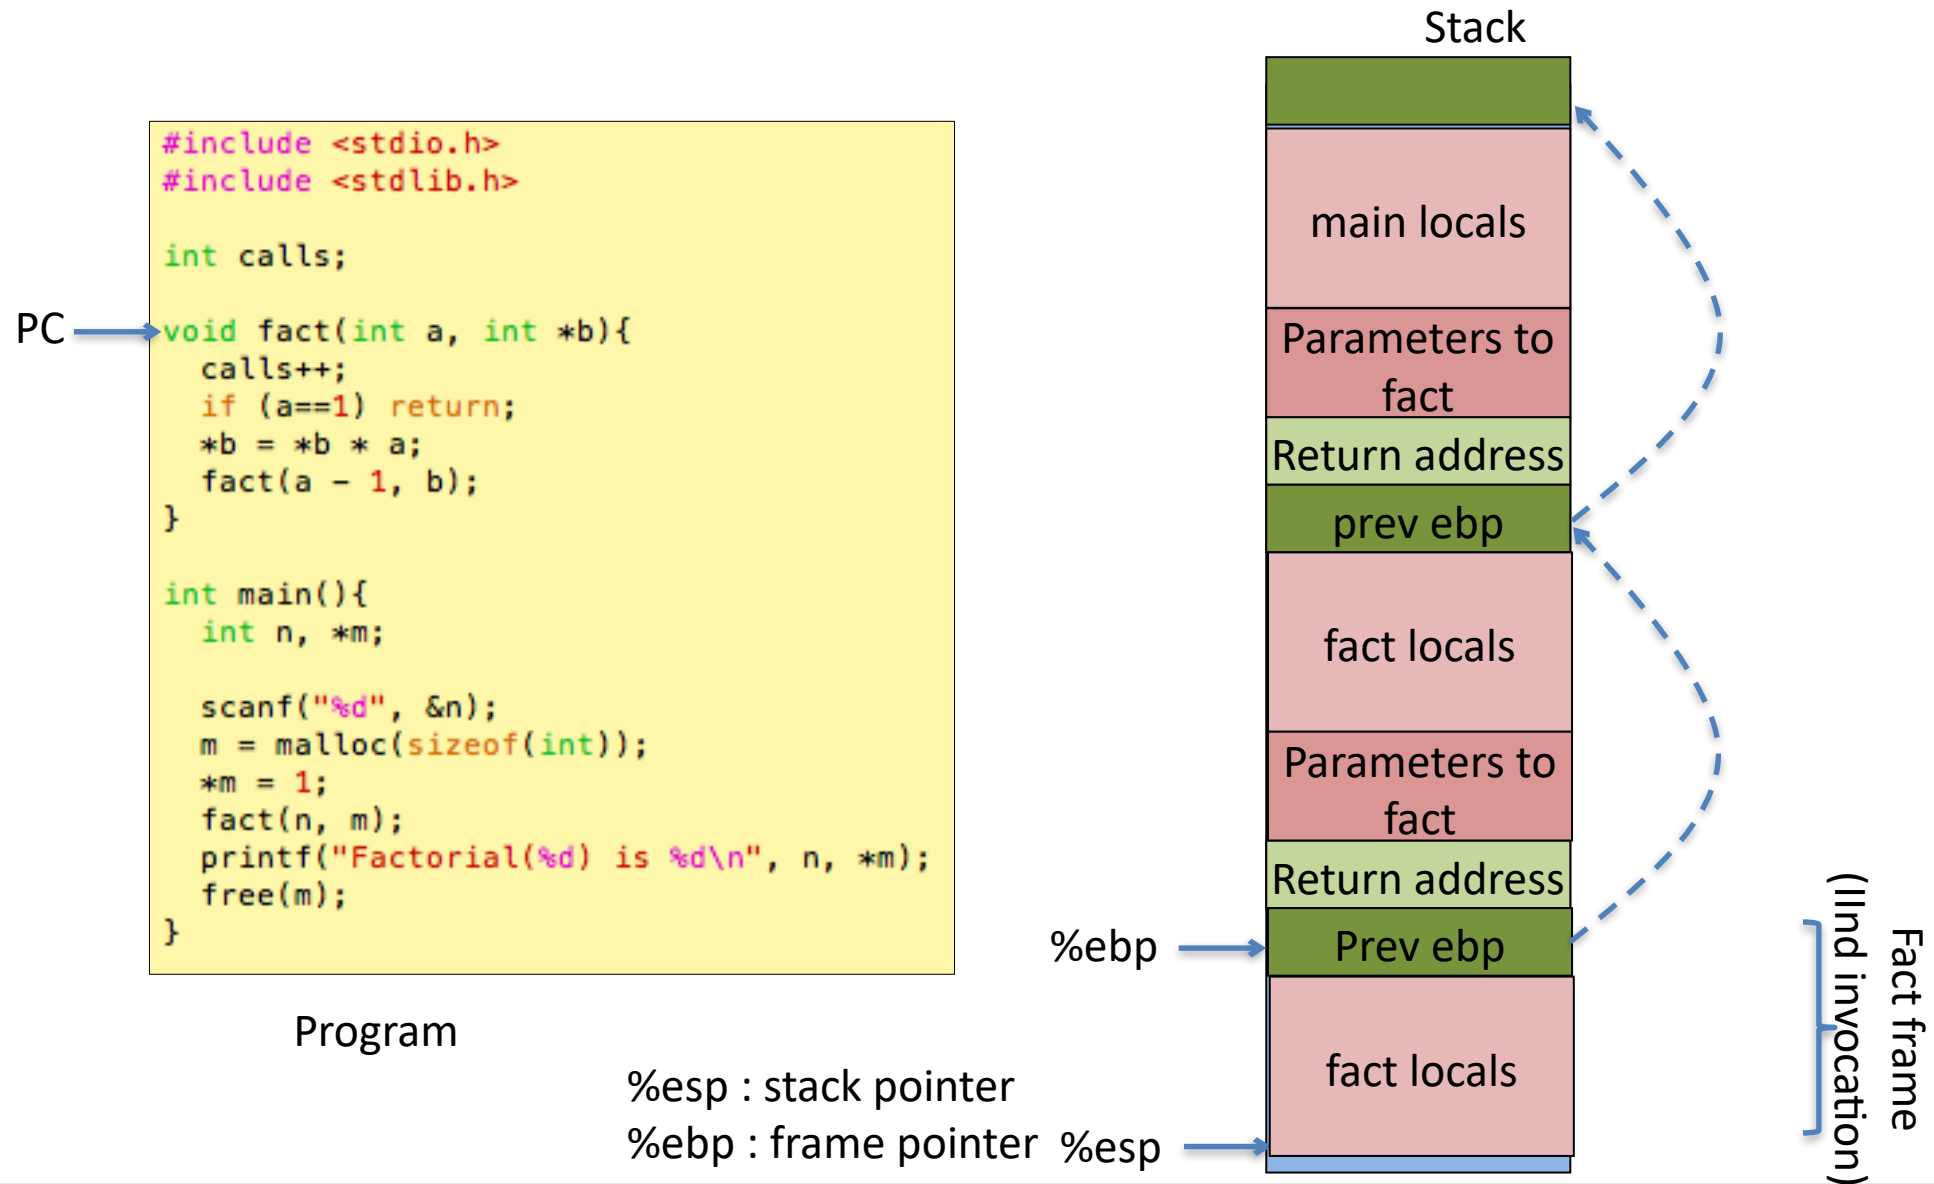 Stack
#include <stdio.h>
#include <stdlib.h>
int calls;
PC
void fact(int a, int *b){
  calls++;
  if (a==1) return;
  *b = *b * a;
  fact(a - 1, b);
}
int main(){
  int n, *m;
  scanf("%d", &n);
  m = malloc(sizeof(int));
  *m = 1;
  fact(n, m);
  printf("Factorial(%d) is %d\n", n, *m);
  free(m);
}
Program
main locals
Parameters to
fact
Return address
prev ebp
fact locals
Parameters to
fact
Return address
%ebp
Prev ebp
fact locals
%esp : stack pointer
%ebp : frame pointer
%esp
Fact frame
(IInd invocation)